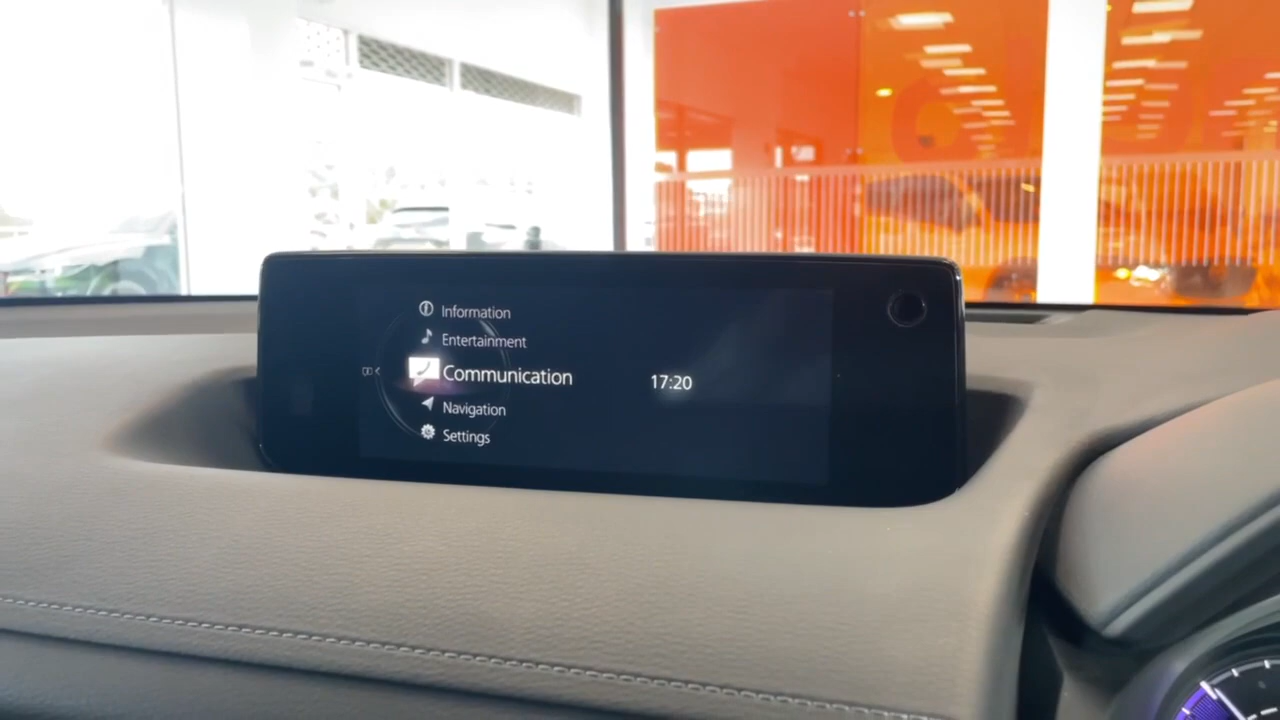 Information
Entertainment
Communication
17:20
Navigation
Settings